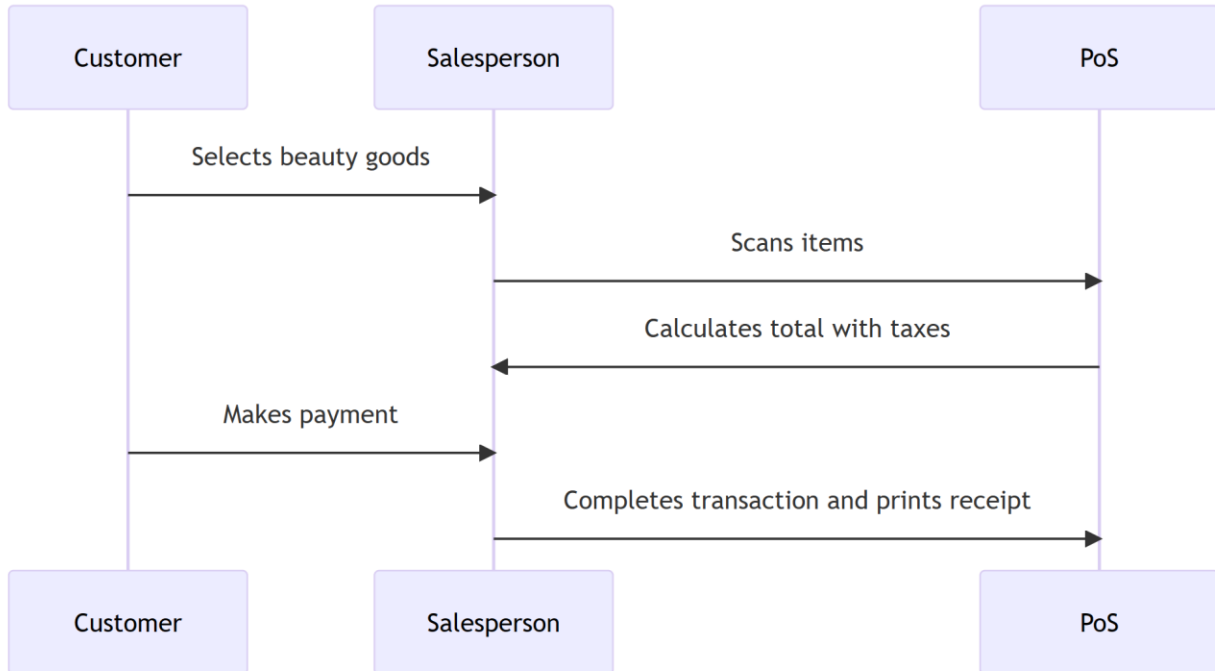 Customer
Salesperson
PoS
Selects beauty goods
Scans items
Calculates total with taxes
Makes payment
Completes transaction and prints receipt
Customer
Salesperson
PoS